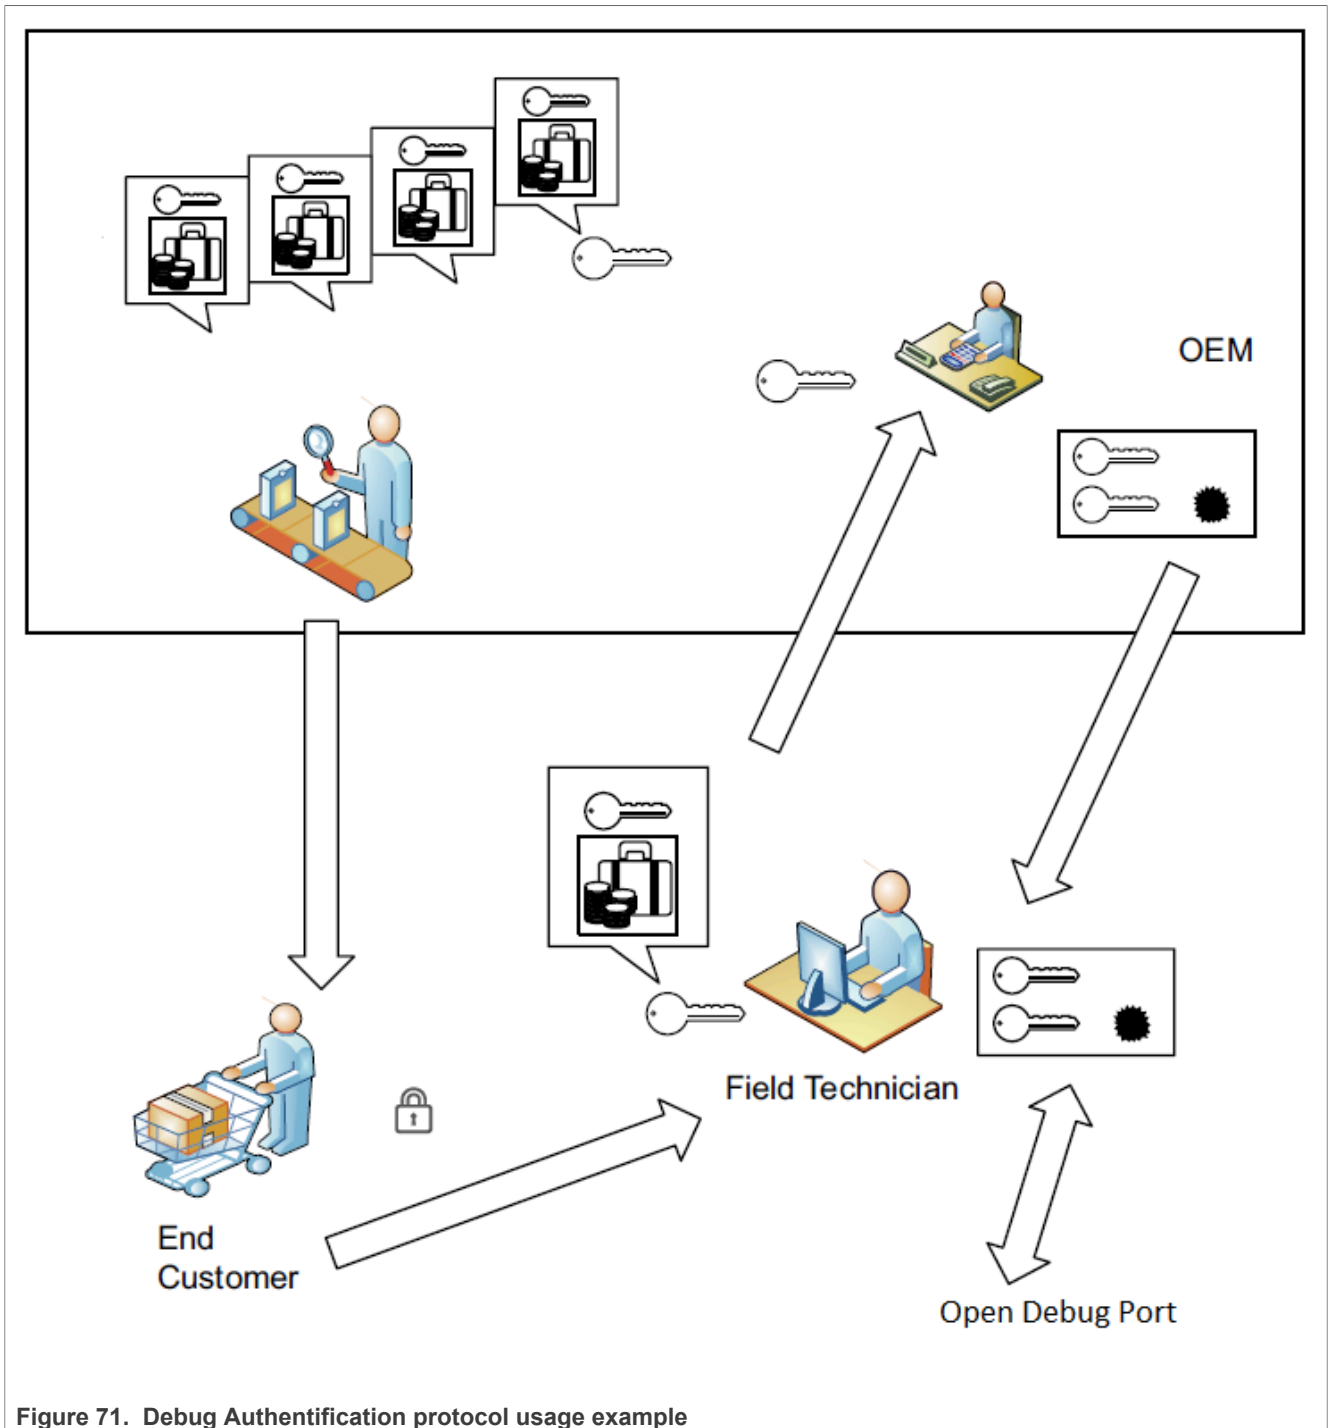 OEM
Field Technician
End
Customer
Open Debug Port
Figure 71. Debug Authentification protocol usage example